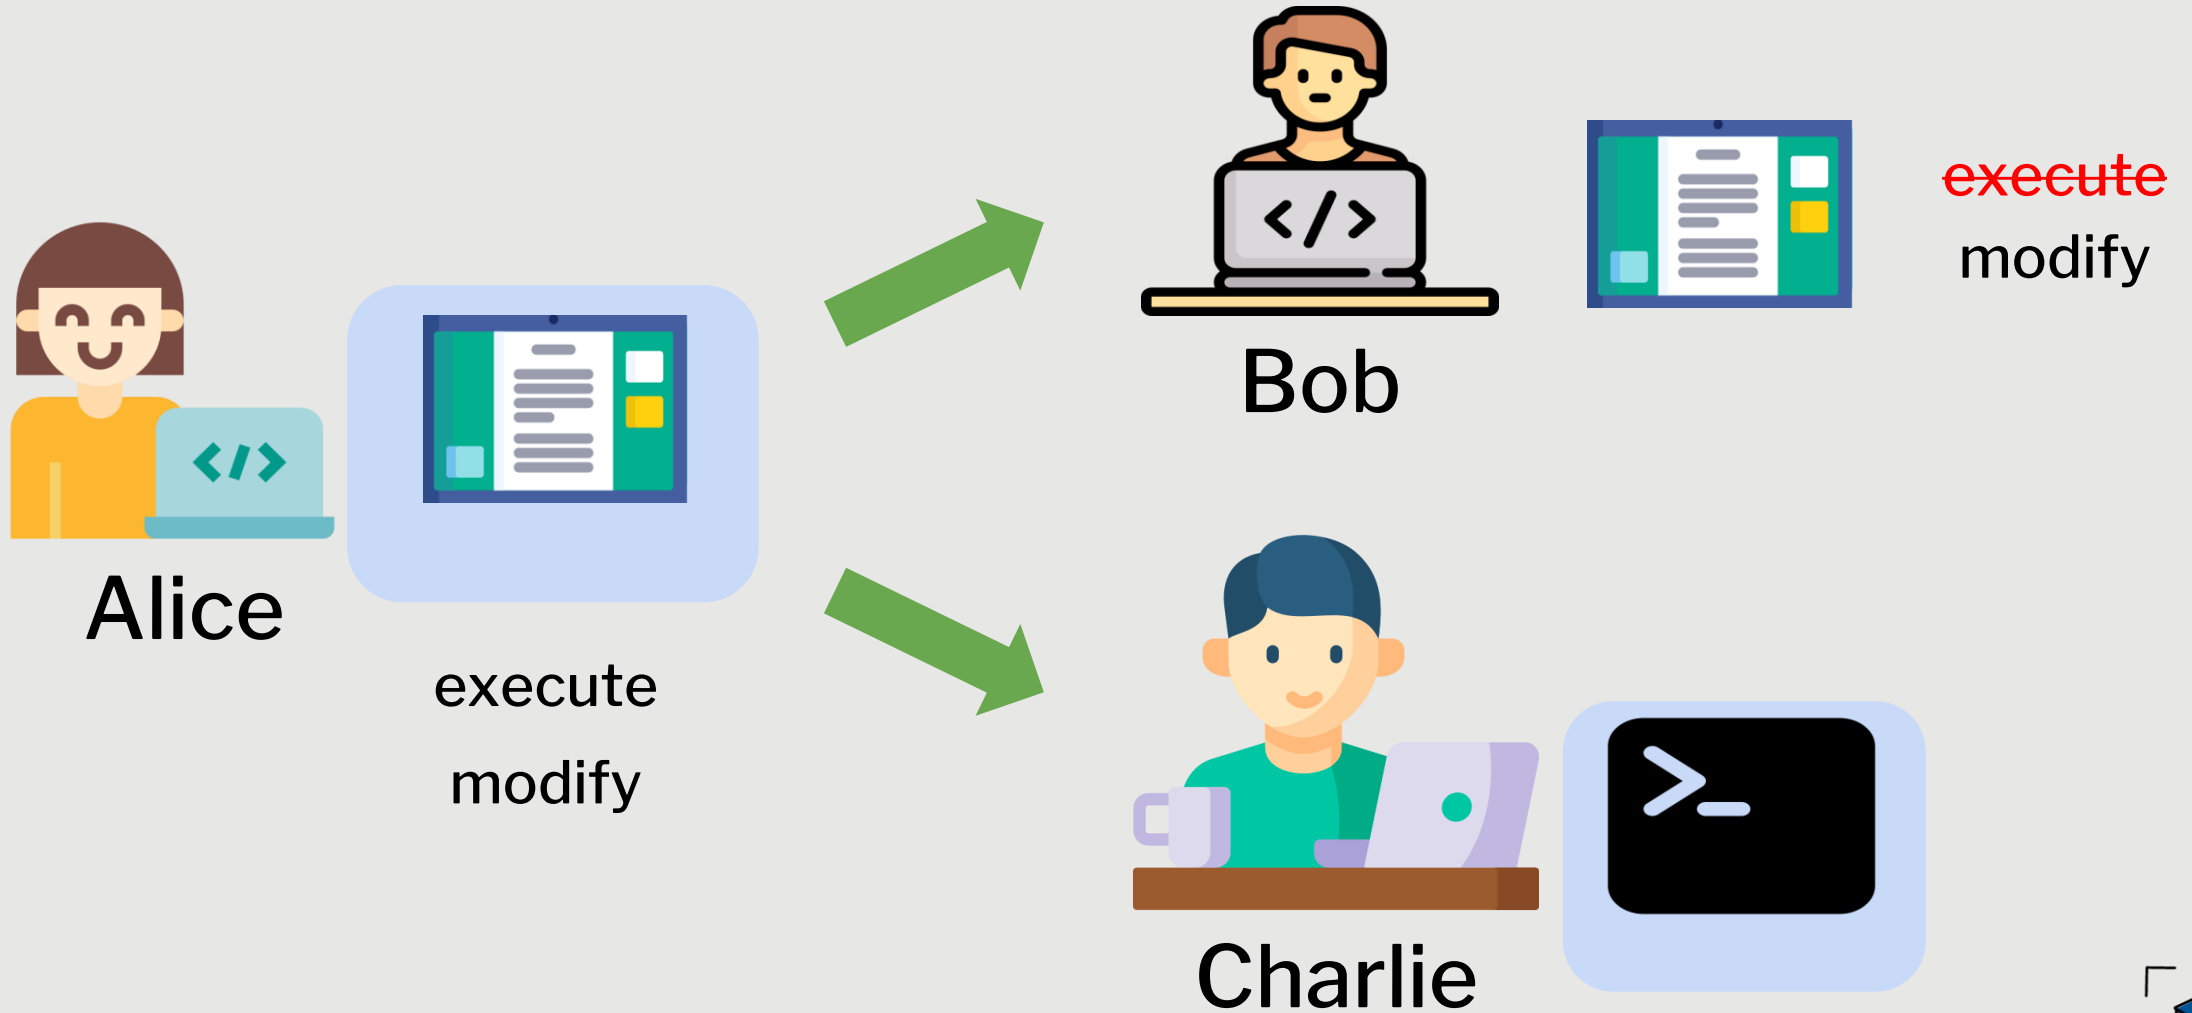 Alice
</>
execute
modify
Bob
</>
execute
modify
Charlie
>_